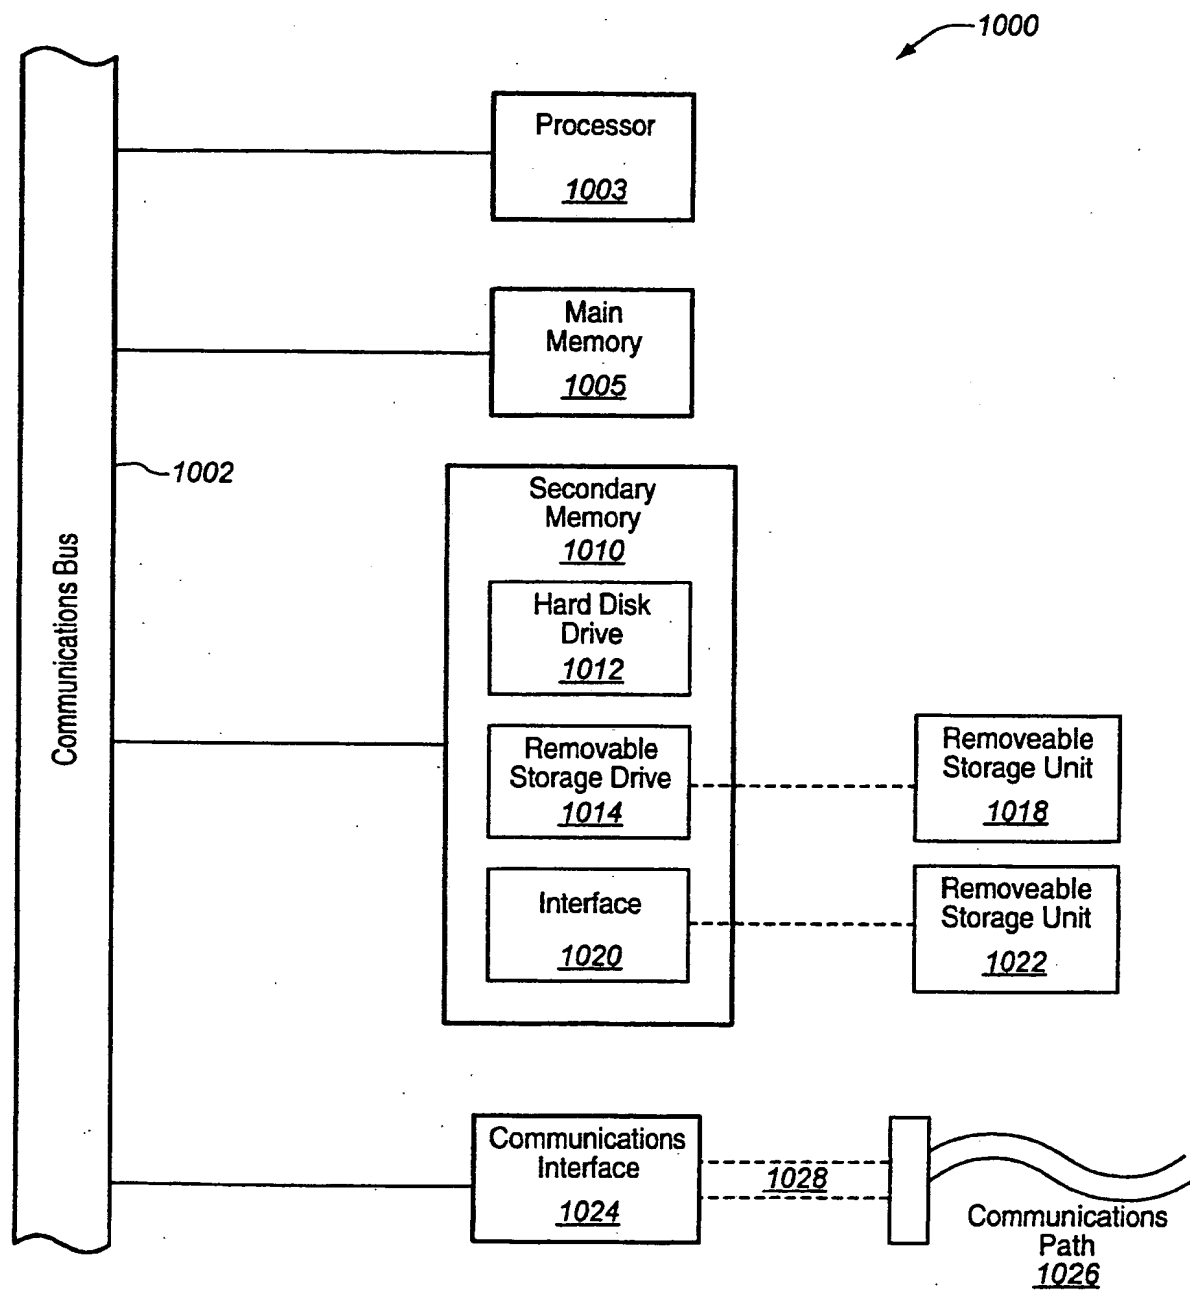 1000
Processor
1003
Main
Memory
1005
1002
Communications Bus
Secondary
Memory
1010
Hard Disk
Drive
1012
Removable
Storage Drive
1014
Removeable
Storage Unit
1018
Interface
1020
Removeable
Storage Unit
1022
Communications
Interface
1024
1028
Communications
Path
1026